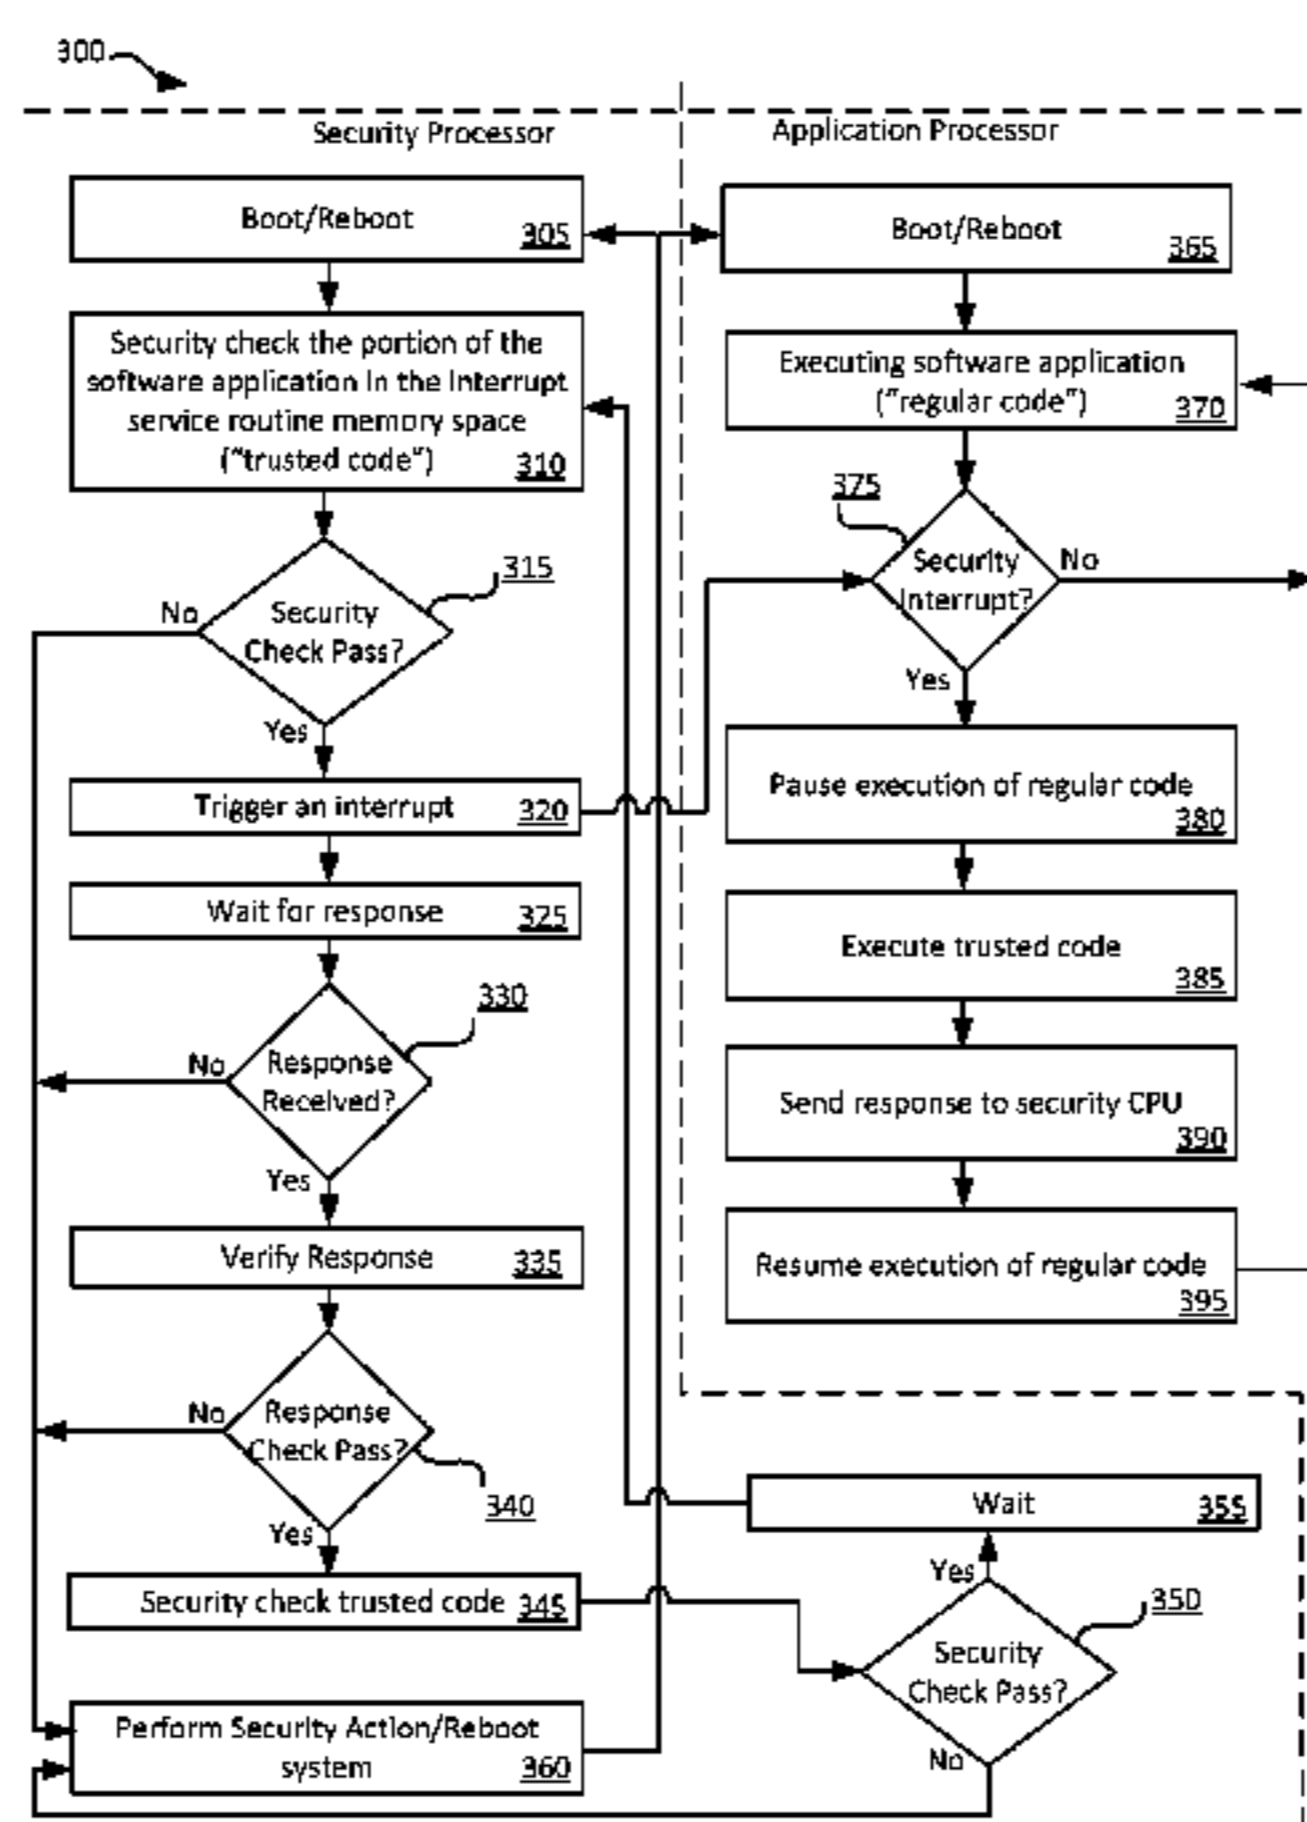 300
Security Processor
Boot/Reboot
305
Security check the portion of the
software application in the interrupt
service routine memory space
("trusted code")
310
315
No
Security
Check Pass?
Yes
Trigger an interrupt
320
Wait for response
325
330
No
Response
Received?
Yes
Verify Response
335
No
Response
Check Pass?
340
Yes
Security check trusted code
345
Perform Security Action/Reboot
system
360
Application Processor
Boot/Reboot
365
Executing software application
("regular code")
370
375
Security
Interrupt?
No
Yes
Pause execution of regular code
380
Execute trusted code
385
Send response to security CPU
390
Resume execution of regular code
395
Wait
355
Yes
350
Security
Check Pass?
No